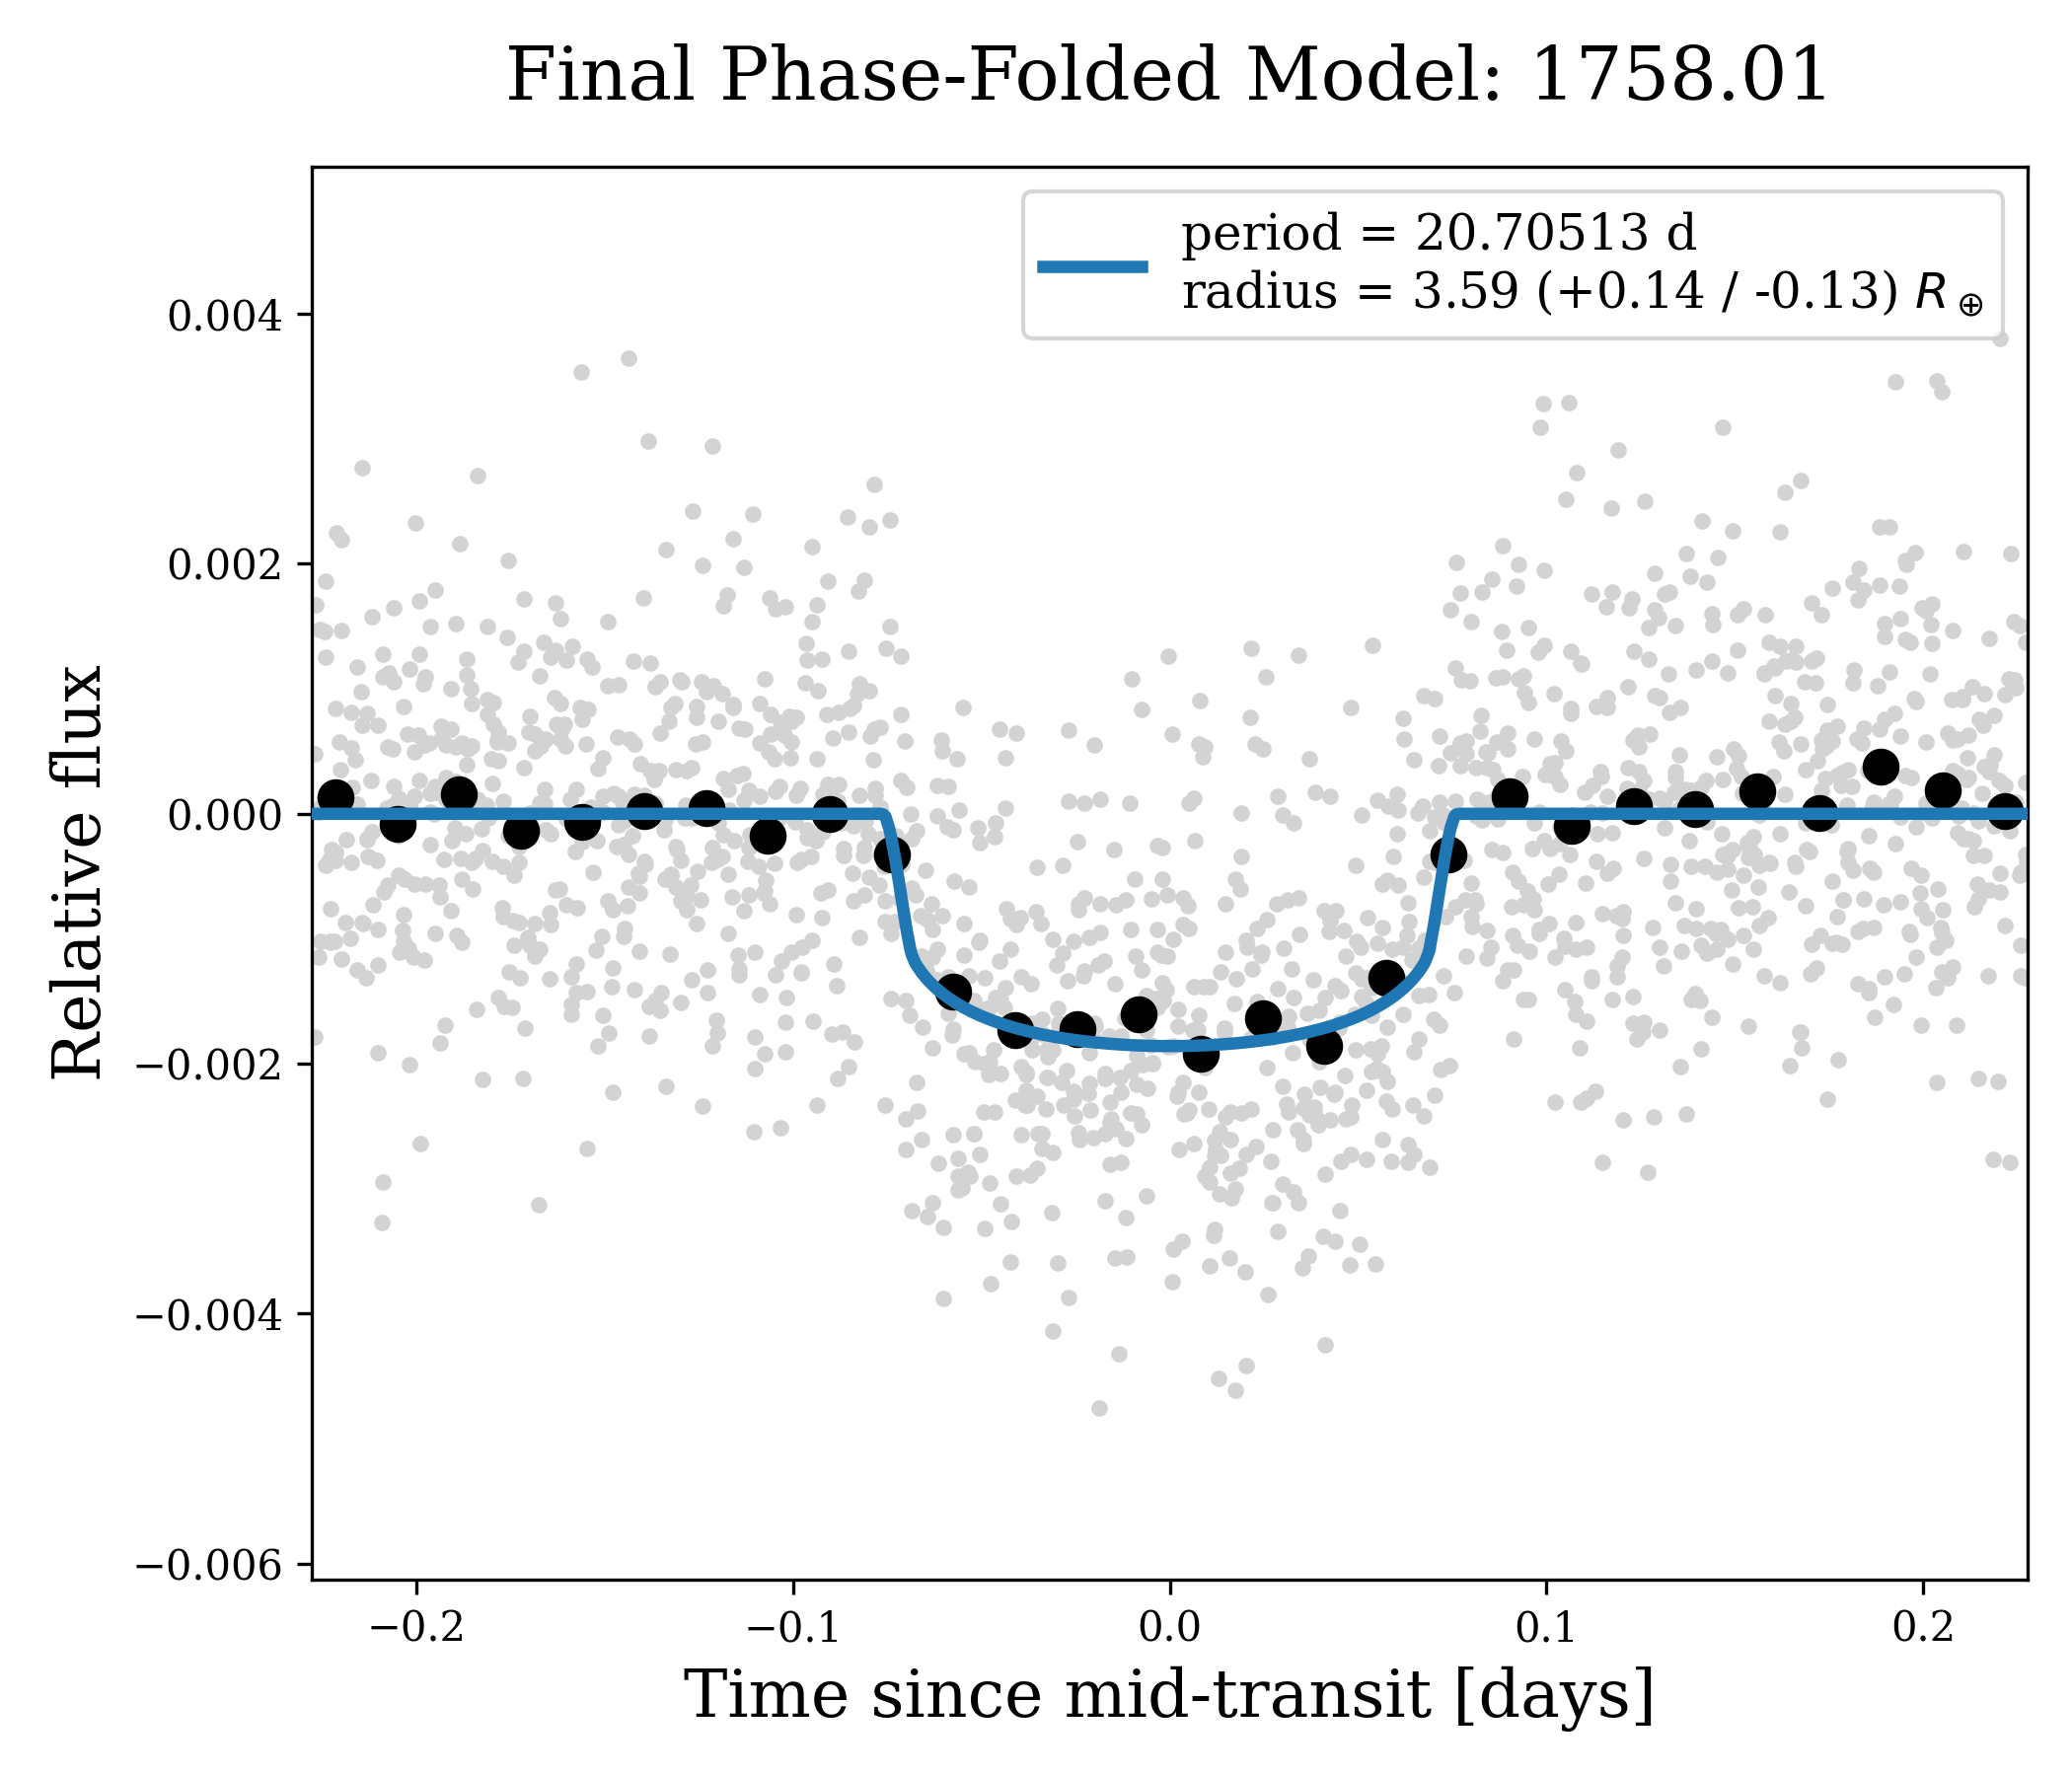 Final Phase-Folded Model: 1758.01
period = 20.70513 d
radius = 3.59 (+0.14 / -0.13) R⊕
0.004
0.002
0.000
−0.002
−0.004
−0.006
Relative flux
−0.2 −0.1 0.0 0.1 0.2
Time since mid-transit [days]